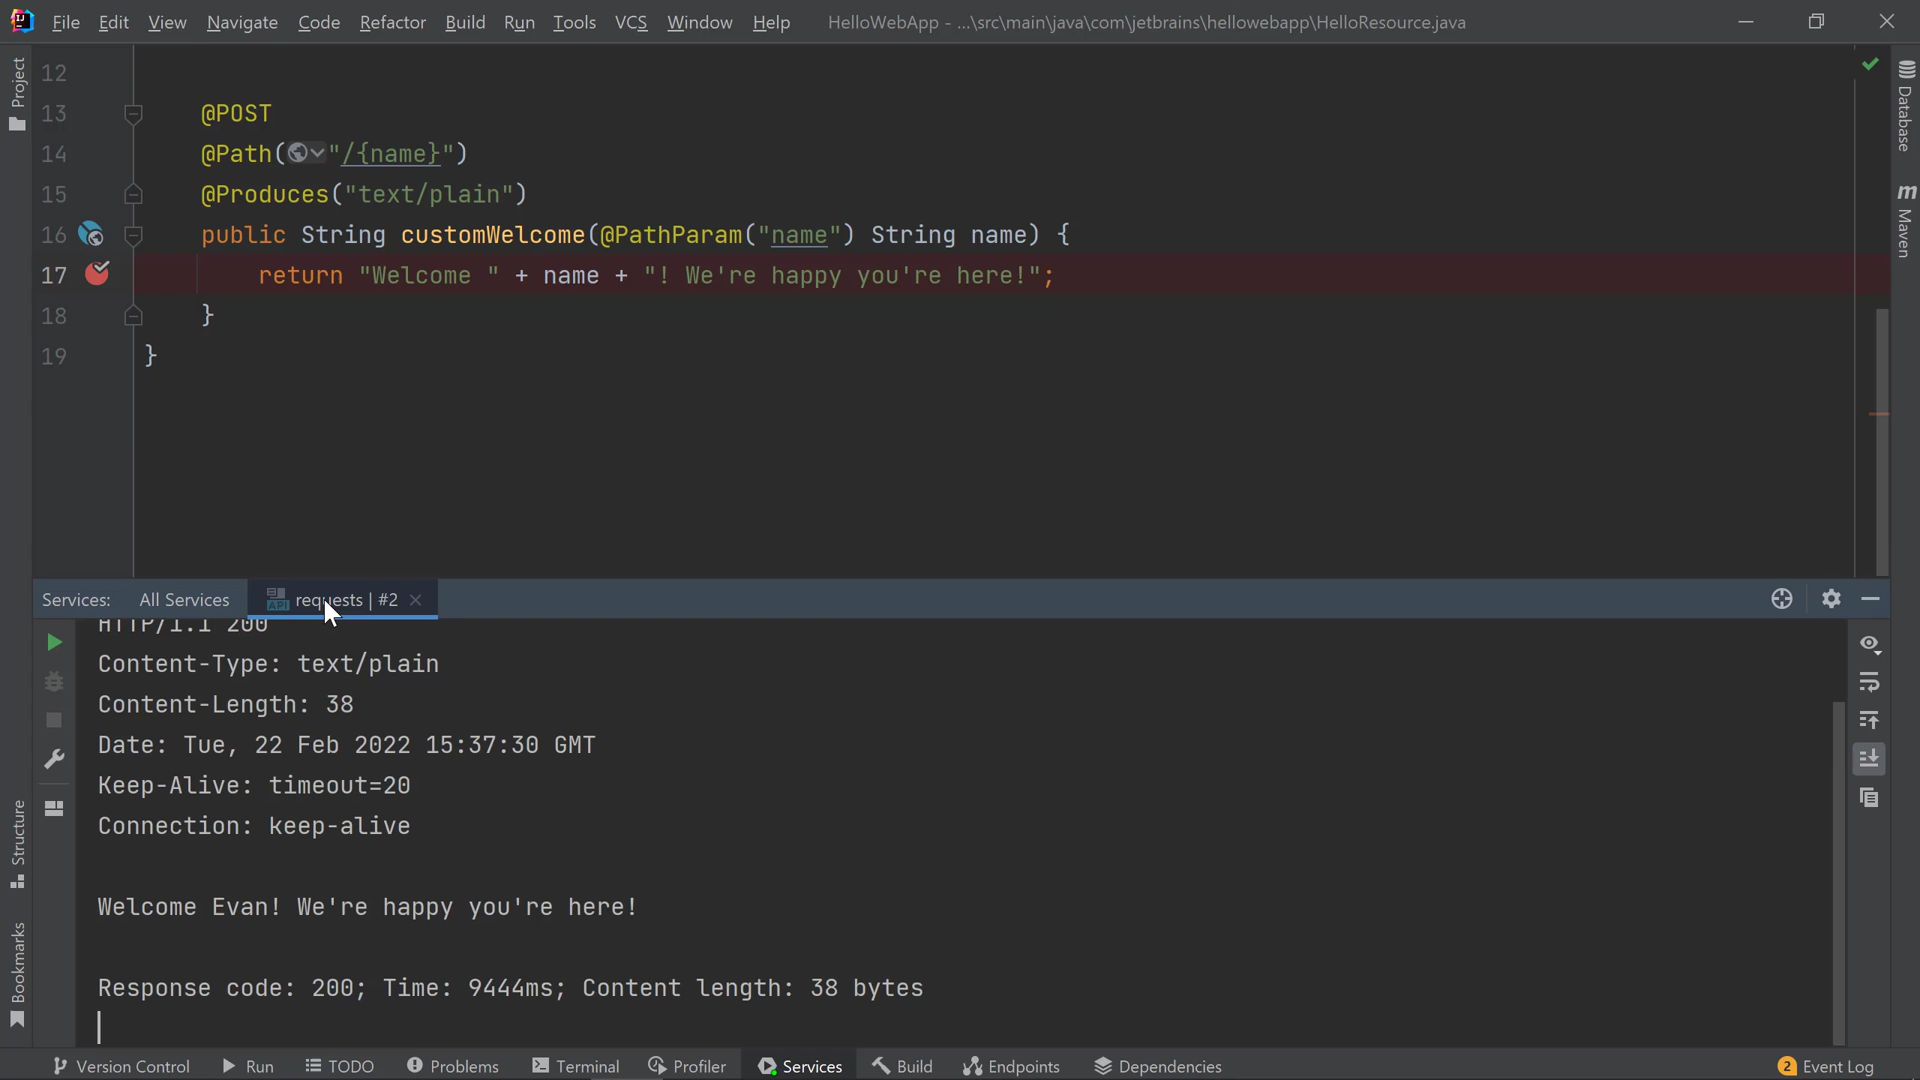 File Edit View Navigate Code Refactor Build Run Tools VCS Window Help HelloWebApp - ...\src\main\java\com\jetbrains\hellowebapp\HelloResource.java
Project
Database
Maven
12
13 @POST
14 @Path("/{name}")
15 @Produces("text/plain")
16 public String customWelcome(@PathParam("name") String name) {
17 return "Welcome " + name + "! We're happy you're here!";
18 }
19 }
Services: All Services requests | #2
HTTP/1.1 200
Content-Type: text/plain
Content-Length: 38
Date: Tue, 22 Feb 2022 15:37:30 GMT
Keep-Alive: timeout=20
Connection: keep-alive
Welcome Evan! We're happy you're here!
Response code: 200; Time: 9444ms; Content length: 38 bytes
Structure
Bookmarks
Version Control Run TODO Problems Terminal Profiler Services Build Endpoints Dependencies 2 Event Log